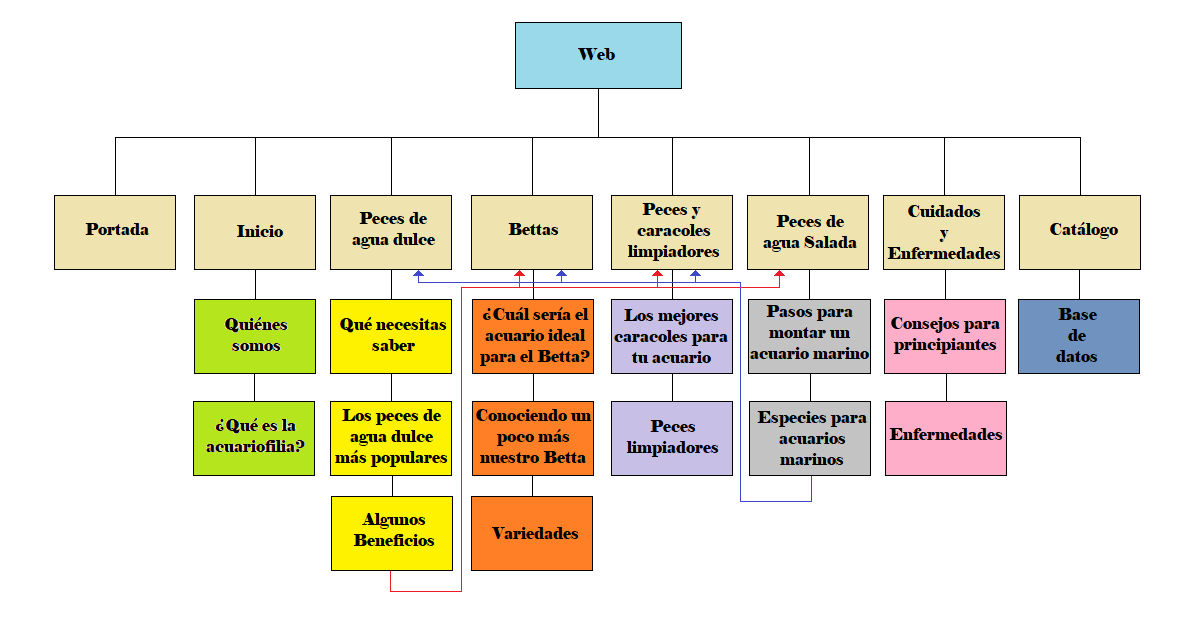 Web
Portada
Inicio
Peces de
agua dulce
Bettas
Peces y
caracoles
limpiadores
Peces de
agua Salada
Cuidados
y
Enfermedades
Catálogo
Quiénes
somos
Qué necesitas
saber
¿Cuál sería el
acuario ideal
para el Betta?
Los mejores
caracoles para
tu acuario
Pasos para
montar un
acuario marino
Consejos para
principiantes
Base
de
datos
¿Qué es la
acuariofilia?
Los peces de
agua dulce
más populares
Conociendo un
poco más
nuestro Betta
Peces
limpiadores
Especies para
acuarios
marinos
Enfermedades
Algunos
Beneficios
Variedades